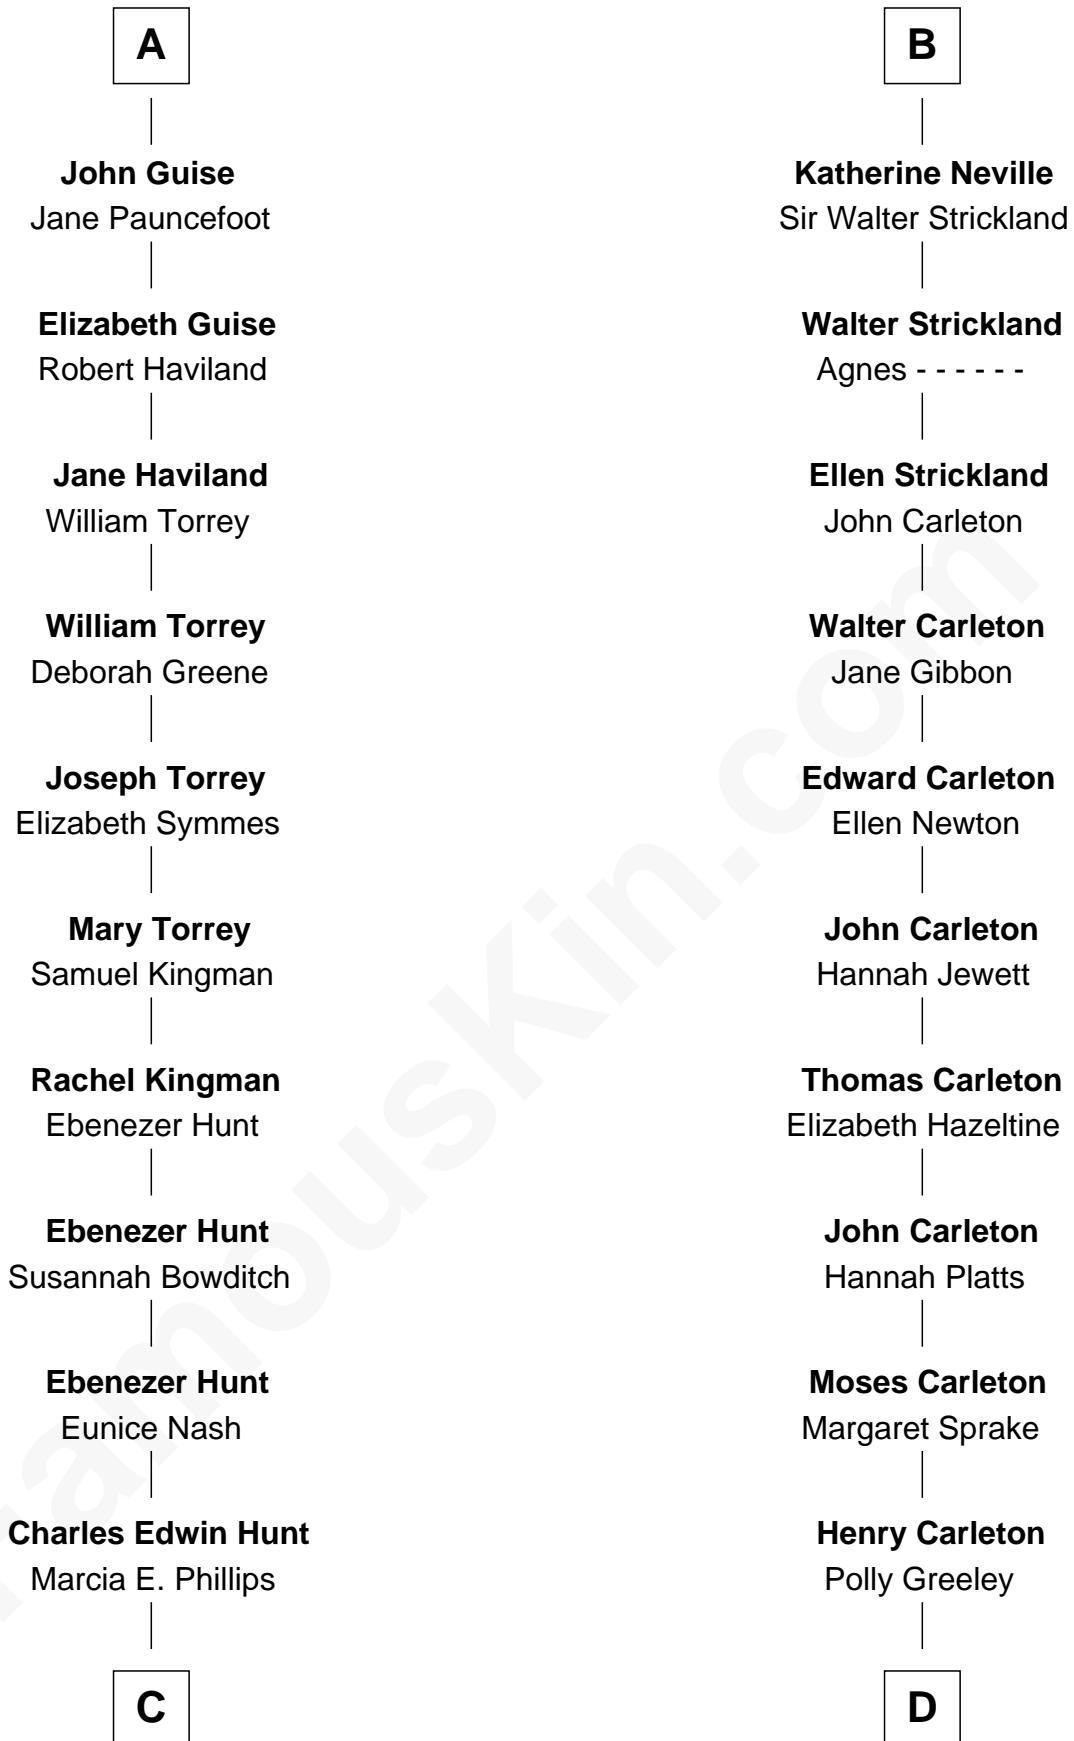 A
John Guise
Jane Pauncefoot
Elizabeth Guise
Robert Haviland
Jane Haviland
William Torrey
William Torrey
Deborah Greene
Joseph Torrey
Elizabeth Symmes
Mary Torrey
Samuel Kingman
Rachel Kingman
Ebenezer Hunt
Ebenezer Hunt
Susannah Bowditch
Ebenezer Hunt
Eunice Nash
Charles Edwin Hunt
Marcia E. Phillips
C
B
Katherine Neville
Sir Walter Strickland
Walter Strickland
Agnes - - - - - -
Ellen Strickland
John Carleton
Walter Carleton
Jane Gibbon
Edward Carleton
Ellen Newton
John Carleton
Hannah Jewett
Thomas Carleton
Elizabeth Hazeltine
John Carleton
Hannah Platts
Moses Carleton
Margaret Sprake
Henry Carleton
Polly Greeley
D
FamousKin.com